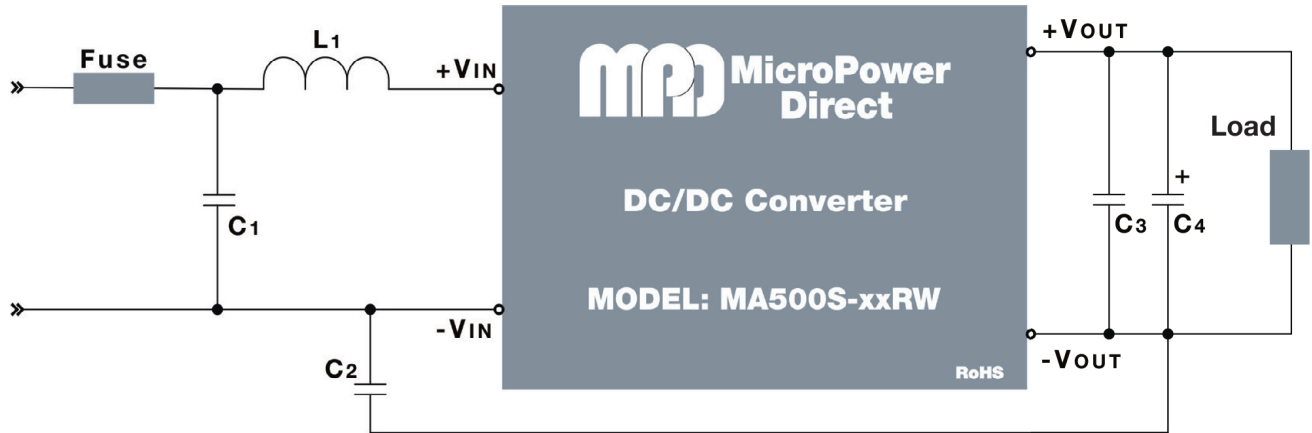 Fuse
L1
+VIN
C1
-VIN
C2
MPD MicroPower
Direct
DC/DC Converter
MODEL: MA500S-xxRW
RoHS
+VOUT
-VOUT
C3
+
C4
Load